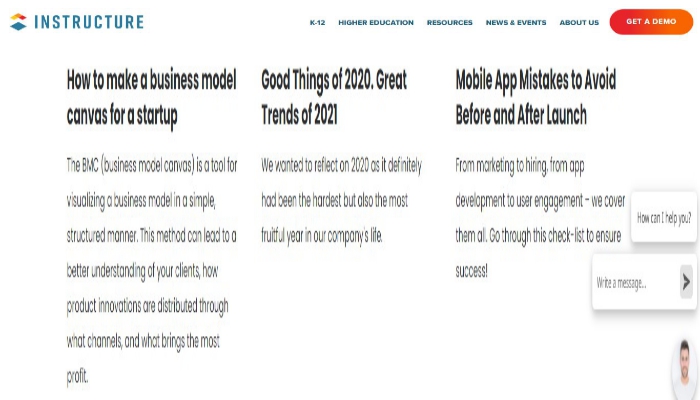 INSTRUCTURE
K-12 HIGHER EDUCATION RESOURCES NEWS & EVENTS ABOUT US GET A DEMO
How to make a business model
canvas for a startup
The BMC (business model canvas) is a tool for
visualizing a business model in a simple,
structured manner. This method can lead to a
better understanding of your clients, how
product innovations are distributed through
what channels, and what brings the most
profit.
Good Things of 2020. Great
Trends of 2021
We wanted to reflect on 2020 as it definitely
had been the hardest but also the most
fruitful year in our company's life.
Mobile App Mistakes to Avoid
Before and After Launch
From marketing to hiring, from app
development to user engagement – we cover
them all. Go through this check-list to ensure
success!
How can I help you?
Write a message...